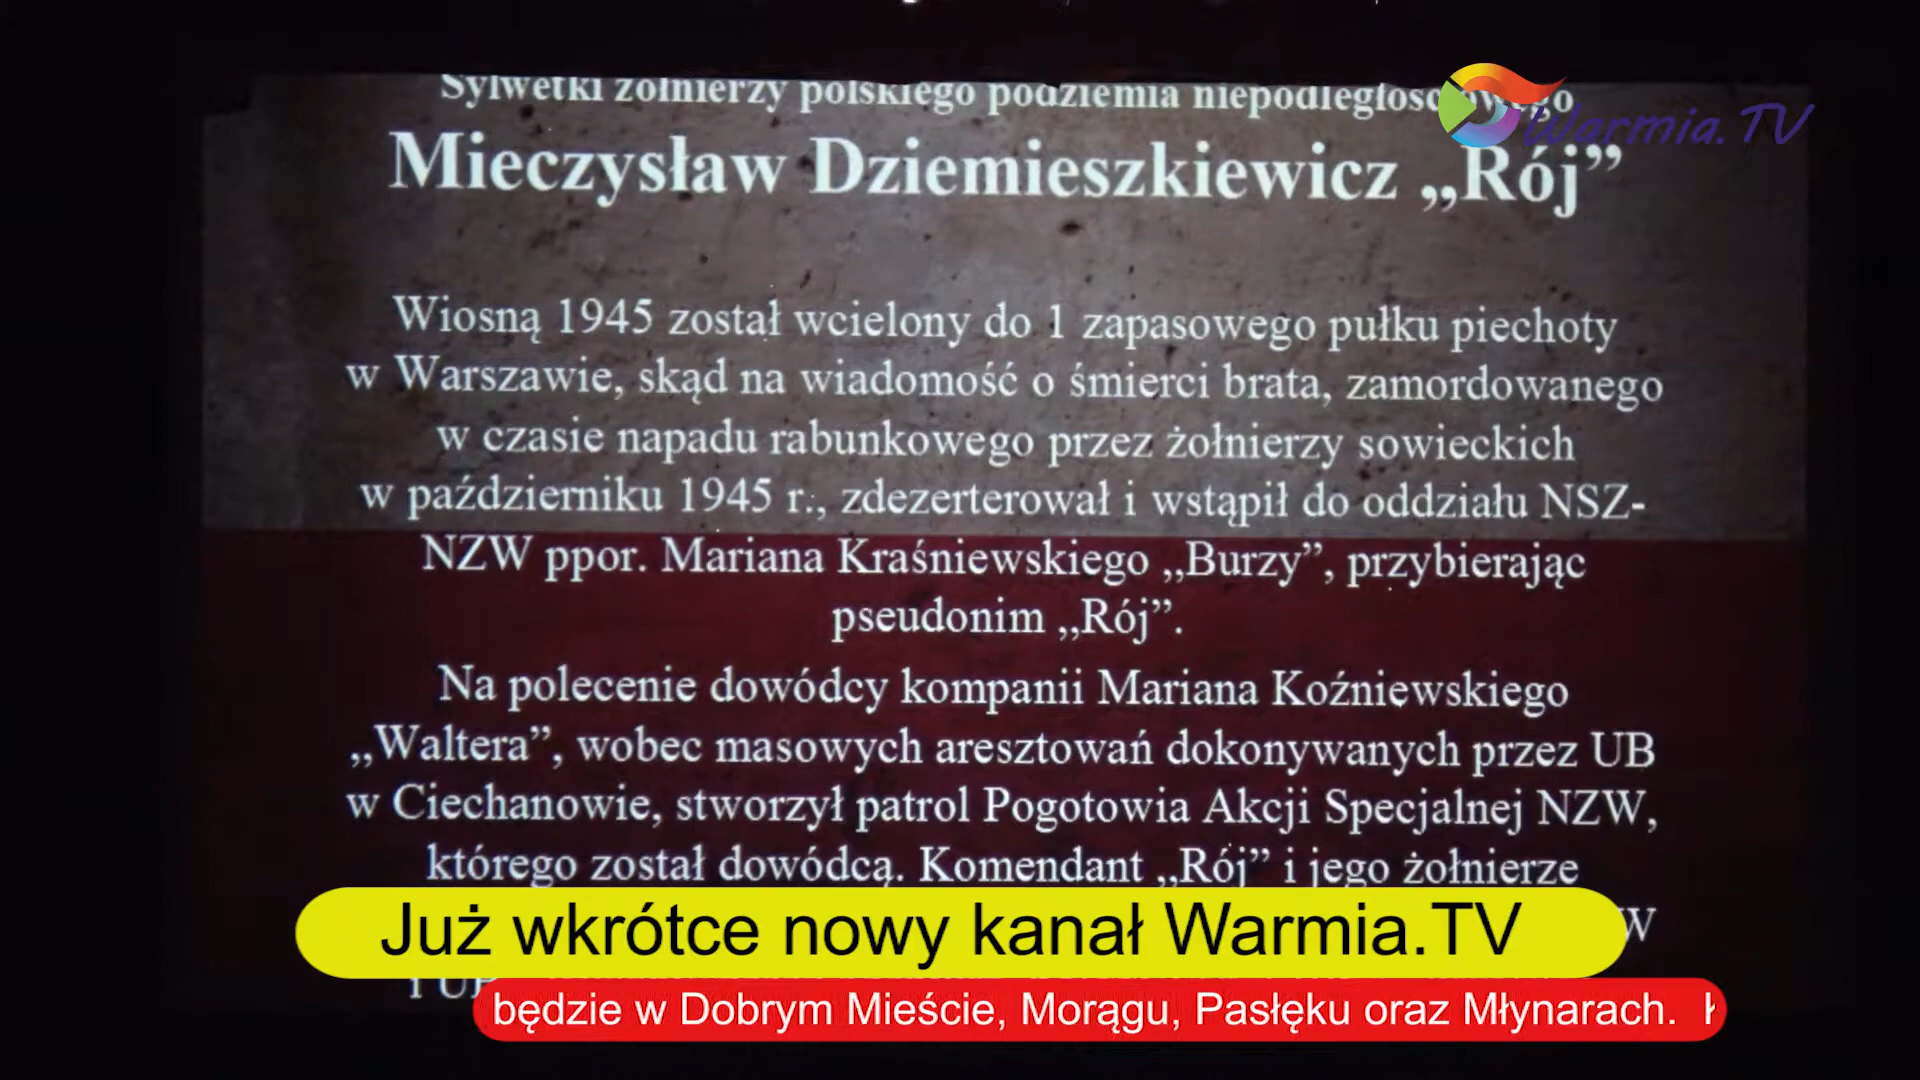 Sylwetki żołnierzy polskiego podziemia niepodległościowego
Warmia.TV
Mieczysław Dziemieszkiewicz „Rój”
Wiosną 1945 został wcielony do 1 zapasowego pułku piechoty
w Warszawie, skąd na wiadomość o śmierci brata, zamordowanego
w czasie napadu rabunkowego przez żołnierzy sowieckich
w październiku 1945 r., zdezerterował i wstąpił do oddziału NSZ-
NZW ppor. Mariana Kraśniewskiego „Burzy”, przybierając
pseudonim „Rój”.
Na polecenie dowódcy kompanii Mariana Koźniewskiego
„Waltera”, wobec masowych aresztowań dokonywanych przez UB
w Ciechanowie, stworzył patrol Pogotowia Akcji Specjalnej NZW,
którego został dowódcą. Komendant „Rój” i jego żołnierze
Już wkrótce nowy kanał Warmia.TV
będzie w Dobrym Mieście, Morągu, Pasłęku oraz Młynarach.